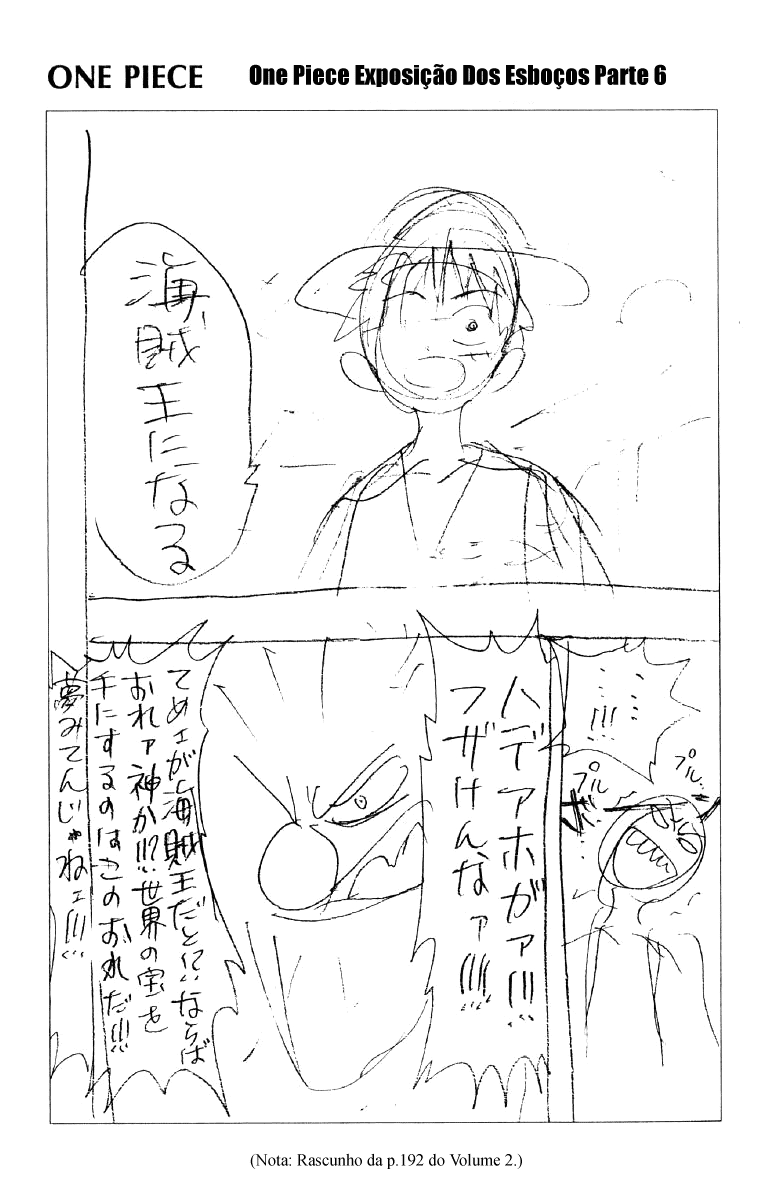 ONE PIECE
One Piece Exposição Dos Esboços Parte 6
海賊王になる
……!!!
プル
プル
ハデアホがァ!!!
フザけんなァ!!!!
てめェが海賊王だと!?ならば
おれァ神か!!?世界の宝を
手にするのはこのおれだ!!!
夢みてんじゃねェ!!!
(Nota: Rascunho da p.192 do Volume 2.)